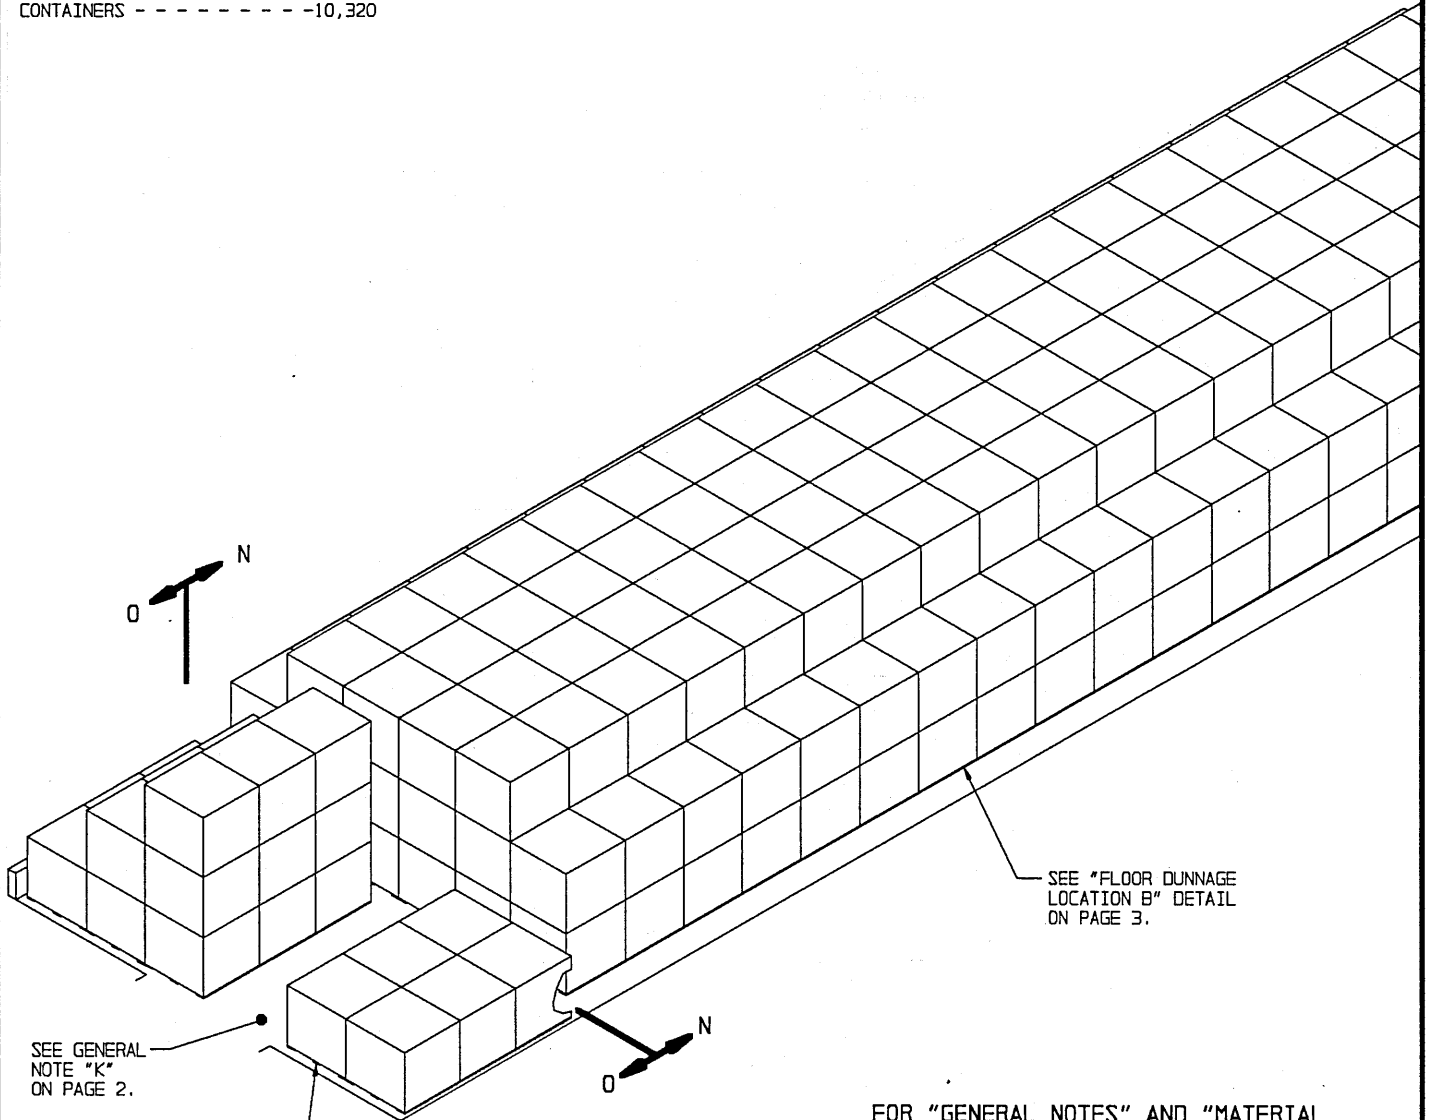 CONTAINERS - - - - - - - - - -10,320
N
O
SEE "FLOOR DUNNAGE
LOCATION B" DETAIL
ON PAGE 3.
SEE GENERAL
NOTE "K"
ON PAGE 2.
N
O
FOR "GENERAL NOTES" AND "MATERIAL